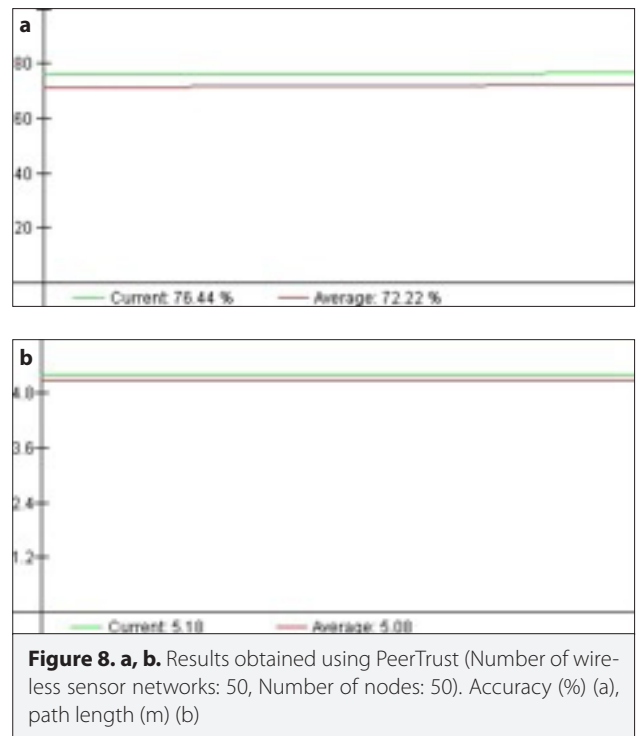 a
80
60
40
20
Current: 76.44 % Average: 72.22 %
b
4.8
3.6
2.4
1.2
Current: 5.18 Average: 5.08
Figure 8. a, b. Results obtained using PeerTrust (Number of wire-
less sensor networks: 50, Number of nodes: 50). Accuracy (%) (a),
path length (m) (b)